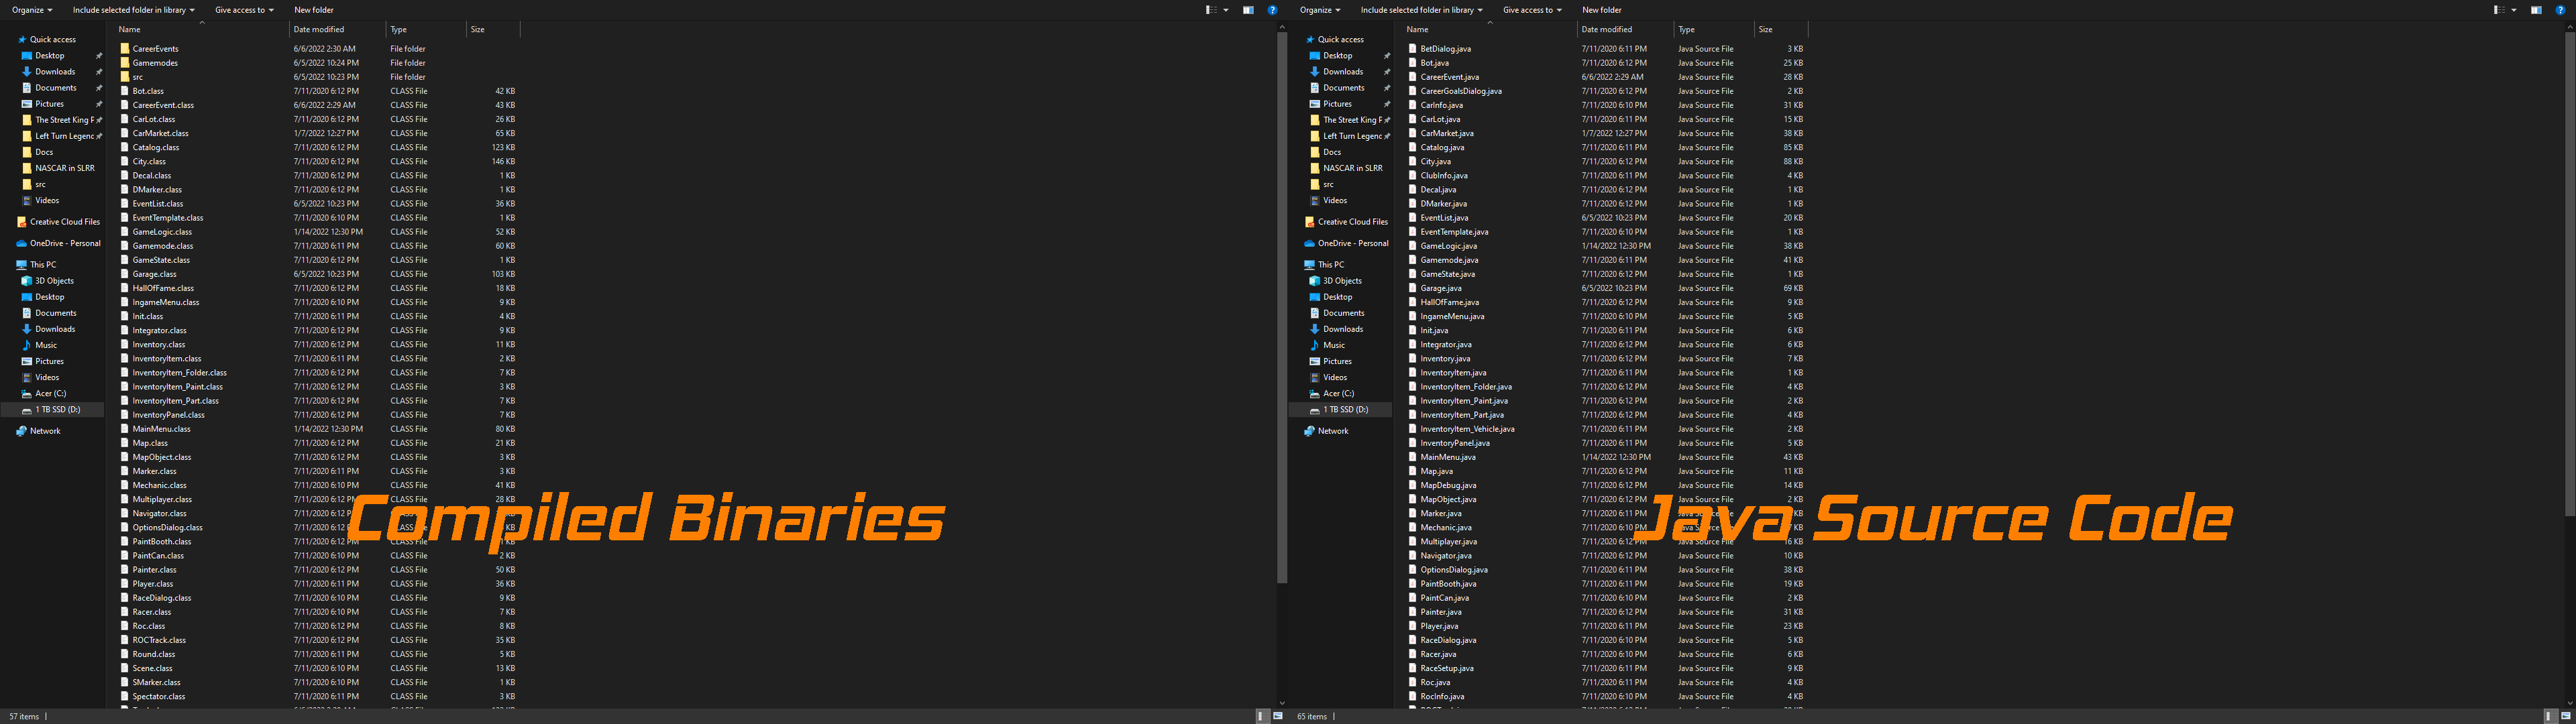 Organize Include selected folder in library Give access to New folder
Name Date modified Type Size
Quick access
Desktop
Downloads
Documents
Pictures
The Street King F
Left Turn Legenc
Docs
NASCAR in SLRR
src
Videos
Creative Cloud Files
OneDrive - Personal
This PC
3D Objects
Desktop
Documents
Downloads
Music
Pictures
Videos
Acer (C:)
1 TB SSD (D:)
Network
CareerEvents 6/6/2022 2:30 AM File folder
Gamemodes 6/5/2022 10:24 PM File folder
src 6/5/2022 10:23 PM File folder
Bot.class 7/11/2020 6:12 PM CLASS File 42 KB
CareerEvent.class 6/6/2022 2:29 AM CLASS File 43 KB
CarLot.class 7/11/2020 6:12 PM CLASS File 26 KB
CarMarket.class 1/7/2022 12:27 PM CLASS File 65 KB
Catalog.class 7/11/2020 6:12 PM CLASS File 123 KB
City.class 7/11/2020 6:12 PM CLASS File 146 KB
Decal.class 7/11/2020 6:12 PM CLASS File 1 KB
DMarker.class 7/11/2020 6:12 PM CLASS File 1 KB
EventList.class 6/5/2022 10:23 PM CLASS File 36 KB
EventTemplate.class 7/11/2020 6:10 PM CLASS File 1 KB
GameLogic.class 1/14/2022 12:30 PM CLASS File 52 KB
Gamemode.class 7/11/2020 6:11 PM CLASS File 60 KB
GameState.class 7/11/2020 6:12 PM CLASS File 1 KB
Garage.class 6/5/2022 10:23 PM CLASS File 103 KB
HallOfFame.class 7/11/2020 6:12 PM CLASS File 18 KB
IngameMenu.class 7/11/2020 6:10 PM CLASS File 9 KB
Init.class 7/11/2020 6:11 PM CLASS File 4 KB
Integrator.class 7/11/2020 6:12 PM CLASS File 9 KB
Inventory.class 7/11/2020 6:12 PM CLASS File 11 KB
InventoryItem.class 7/11/2020 6:11 PM CLASS File 2 KB
InventoryItem_Folder.class 7/11/2020 6:12 PM CLASS File 7 KB
InventoryItem_Paint.class 7/11/2020 6:12 PM CLASS File 3 KB
InventoryItem_Part.class 7/11/2020 6:12 PM CLASS File 7 KB
InventoryPanel.class 7/11/2020 6:11 PM CLASS File 7 KB
MainMenu.class 1/14/2022 12:30 PM CLASS File 80 KB
Map.class 7/11/2020 6:12 PM CLASS File 21 KB
MapObject.class 7/11/2020 6:12 PM CLASS File 3 KB
Marker.class 7/11/2020 6:11 PM CLASS File 3 KB
Mechanic.class 7/11/2020 6:10 PM CLASS File 41 KB
Multiplayer.class 7/11/2020 6:12 PM CLASS File 28 KB
Navigator.class 7/11/2020 6:12
OptionsDialog.class 7/11/2020 6:12
PaintBooth.class 7/11/2020 6:12 PM
PaintCan.class 7/11/2020 6:10 PM CLASS File 2 KB
Painter.class 7/11/2020 6:12 PM CLASS File 50 KB
Player.class 7/11/2020 6:11 PM CLASS File 36 KB
RaceDialog.class 7/11/2020 6:10 PM CLASS File 9 KB
Racer.class 7/11/2020 6:10 PM CLASS File 7 KB
Roc.class 7/11/2020 6:12 PM CLASS File 8 KB
ROCTrack.class 7/11/2020 6:12 PM CLASS File 35 KB
Round.class 7/11/2020 6:11 PM CLASS File 5 KB
Scene.class 7/11/2020 6:10 PM CLASS File 13 KB
SMarker.class 7/11/2020 6:10 PM CLASS File 1 KB
Spectator.class 7/11/2020 6:11 PM CLASS File 3 KB
Compiled Binaries
57 items
Organize Include selected folder in library Give access to New folder
Name Date modified Type Size
Quick access
Desktop
Downloads
Documents
Pictures
The Street King F
Left Turn Legenc
Docs
NASCAR in SLRR
src
Videos
Creative Cloud Files
OneDrive - Personal
This PC
3D Objects
Desktop
Documents
Downloads
Music
Pictures
Videos
Acer (C:)
1 TB SSD (D:)
Network
BetDialog.java 7/11/2020 6:11 PM Java Source File 3 KB
Bot.java 7/11/2020 6:12 PM Java Source File 25 KB
CareerEvent.java 6/6/2022 2:29 AM Java Source File 28 KB
CareerGoalsDialog.java 7/11/2020 6:12 PM Java Source File 2 KB
CarInfo.java 7/11/2020 6:10 PM Java Source File 31 KB
CarLot.java 7/11/2020 6:11 PM Java Source File 15 KB
CarMarket.java 1/7/2022 12:27 PM Java Source File 38 KB
Catalog.java 7/11/2020 6:12 PM Java Source File 85 KB
City.java 7/11/2020 6:12 PM Java Source File 88 KB
ClubInfo.java 7/11/2020 6:11 PM Java Source File 4 KB
Decal.java 7/11/2020 6:12 PM Java Source File 1 KB
DMarker.java 7/11/2020 6:12 PM Java Source File 1 KB
EventList.java 6/5/2022 10:23 PM Java Source File 20 KB
EventTemplate.java 7/11/2020 6:10 PM Java Source File 1 KB
GameLogic.java 1/14/2022 12:30 PM Java Source File 38 KB
Gamemode.java 7/11/2020 6:11 PM Java Source File 41 KB
GameState.java 7/11/2020 6:12 PM Java Source File 1 KB
Garage.java 6/5/2022 10:23 PM Java Source File 69 KB
HallOfFame.java 7/11/2020 6:12 PM Java Source File 9 KB
IngameMenu.java 7/11/2020 6:10 PM Java Source File 5 KB
Init.java 7/11/2020 6:11 PM Java Source File 6 KB
Integrator.java 7/11/2020 6:12 PM Java Source File 6 KB
Inventory.java 7/11/2020 6:12 PM Java Source File 7 KB
InventoryItem.java 7/11/2020 6:11 PM Java Source File 1 KB
InventoryItem_Folder.java 7/11/2020 6:12 PM Java Source File 4 KB
InventoryItem_Paint.java 7/11/2020 6:12 PM Java Source File 2 KB
InventoryItem_Part.java 7/11/2020 6:12 PM Java Source File 4 KB
InventoryItem_Vehicle.java 7/11/2020 6:11 PM Java Source File 2 KB
InventoryPanel.java 7/11/2020 6:11 PM Java Source File 5 KB
MainMenu.java 1/14/2022 12:30 PM Java Source File 43 KB
Map.java 7/11/2020 6:12 PM Java Source File 11 KB
MapDebug.java 7/11/2020 6:12 PM Java Source File 14 KB
MapObject.java 7/11/2020 6:12 PM Java Source File 2 KB
Marker.java 7/11/2020 6:11 PM
Mechanic.java 7/11/2020 6:10
Multiplayer.java 7/11/2020 6:12 PM
Navigator.java 7/11/2020 6:12 PM Java Source File 10 KB
OptionsDialog.java 7/11/2020 6:11 PM Java Source File 38 KB
PaintBooth.java 7/11/2020 6:11 PM Java Source File 19 KB
PaintCan.java 7/11/2020 6:10 PM Java Source File 2 KB
Painter.java 7/11/2020 6:12 PM Java Source File 31 KB
Player.java 7/11/2020 6:11 PM Java Source File 23 KB
RaceDialog.java 7/11/2020 6:10 PM Java Source File 5 KB
Racer.java 7/11/2020 6:10 PM Java Source File 6 KB
RaceSetup.java 7/11/2020 6:11 PM Java Source File 9 KB
Roc.java 7/11/2020 6:11 PM Java Source File 4 KB
RocInfo.java 7/11/2020 6:10 PM Java Source File 4 KB
Java Source Code
65 items